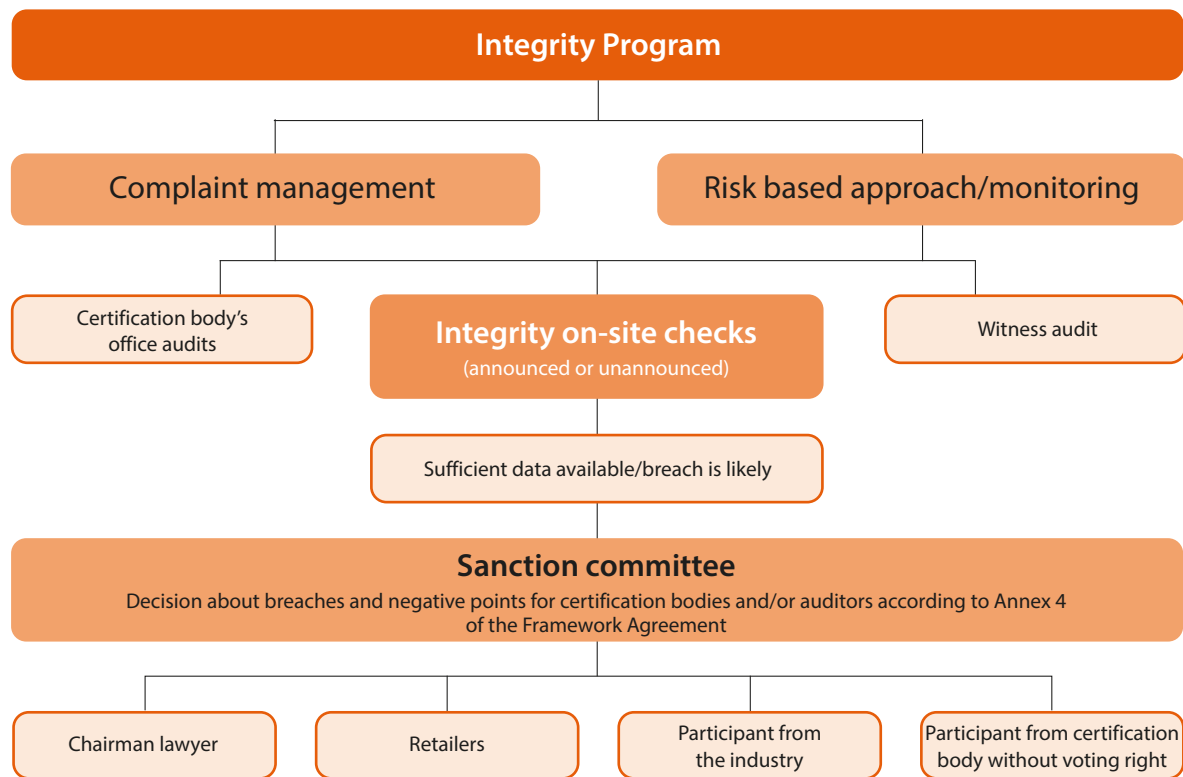 Integrity Program
Complaint management
Risk based approach/monitoring
Certification body’s
office audits
Integrity on-site checks
(announced or unannounced)
Witness audit
Sufficient data available/breach is likely
Sanction committee
Decision about breaches and negative points for certification bodies and/or auditors according to Annex 4
of the Framework Agreement
Chairman lawyer
Retailers
Participant from
the industry
Participant from certification
body without voting right